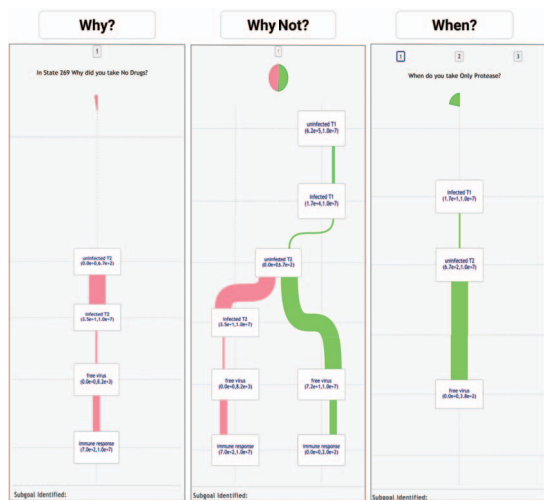 Why?
1
In State 269 Why did you take No Drugs?
uninfected T2
(0.0e+0,6.7e+2)
infected T2
(3.5e+1,1.0e+7)
free virus
(0.0e+0,8.2e+3)
immune response
(7.0e+2,1.0e+7)
Subgoal Identified:
Why Not?
uninfected T1
(6.2e+5,1.0e+7)
infected T1
(1.7e+4,1.0e+7)
uninfected T2
(0.0e+0,6.7e+2)
infected T2
(3.5e+1,1.0e+7)
free virus
(0.0e+0,8.2e+3)
free virus
(7.2e+1,1.0e+7)
immune response
(7.0e+2,1.0e+7)
immune response
(0.0e+0,2.0e+3)
Subgoal Identified:
When?
1 2 3
When do you take Only Protease?
infected T1
(1.7e+1,1.0e+7)
uninfected T2
(6.7e+2,1.0e+7)
free virus
(0.0e+0,3.8e+2)
Subgoal Identified: